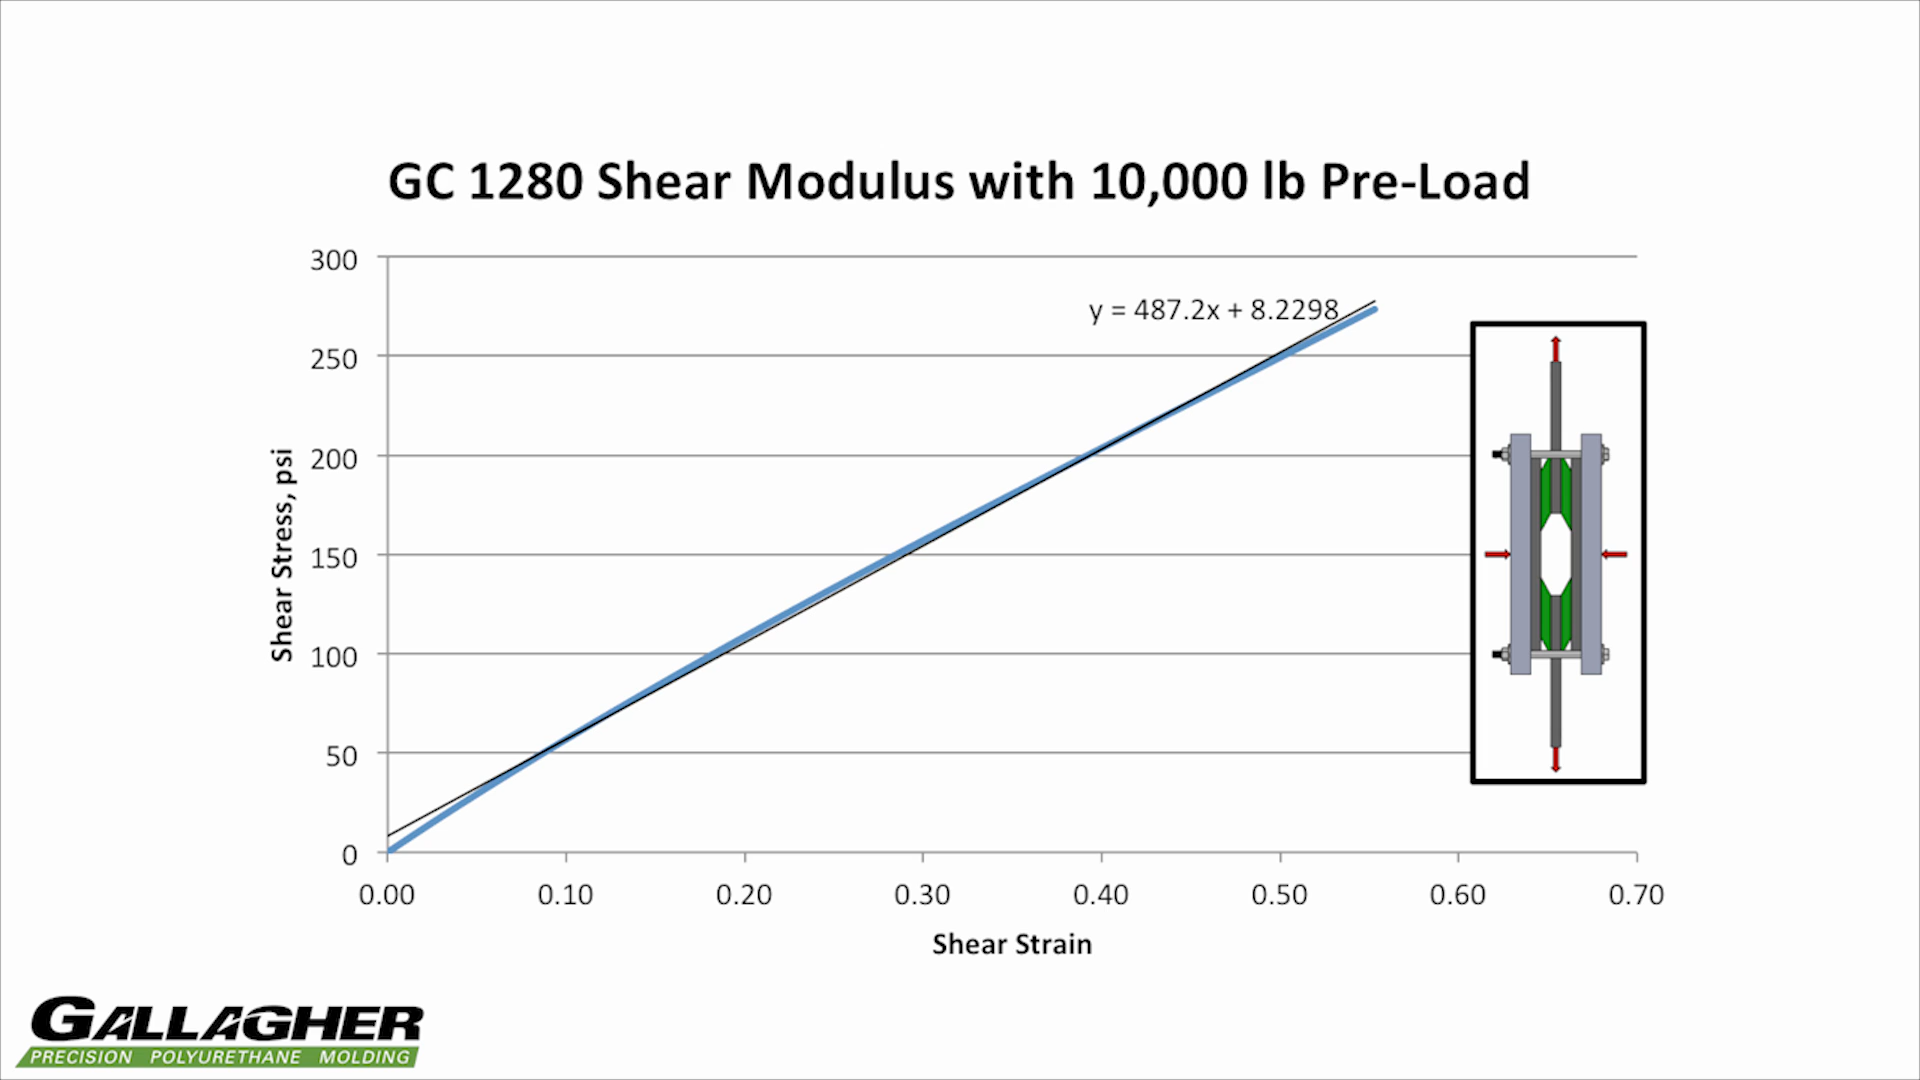 GC 1280 Shear Modulus with 10,000 lb Pre-Load
300
250
200
150
100
50
0
y = 487.2x + 8.2298
Shear Stress, psi
0.00 0.10 0.20 0.30 0.40 0.50 0.60 0.70
Shear Strain
GALLAGHER
PRECISION POLYURETHANE MOLDING